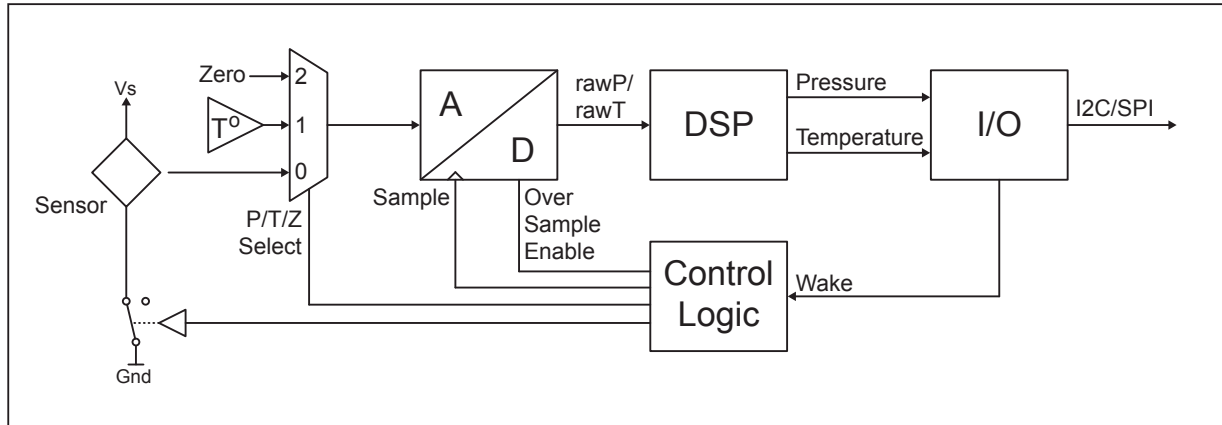 Zero
2
Vs
T°
1
0
Sensor
P/T/Z
Select
A
D
Sample
Over
Sample
Enable
rawP/
rawT
DSP
Pressure
Temperature
I/O
I2C/SPI
Control
Logic
Wake
Gnd